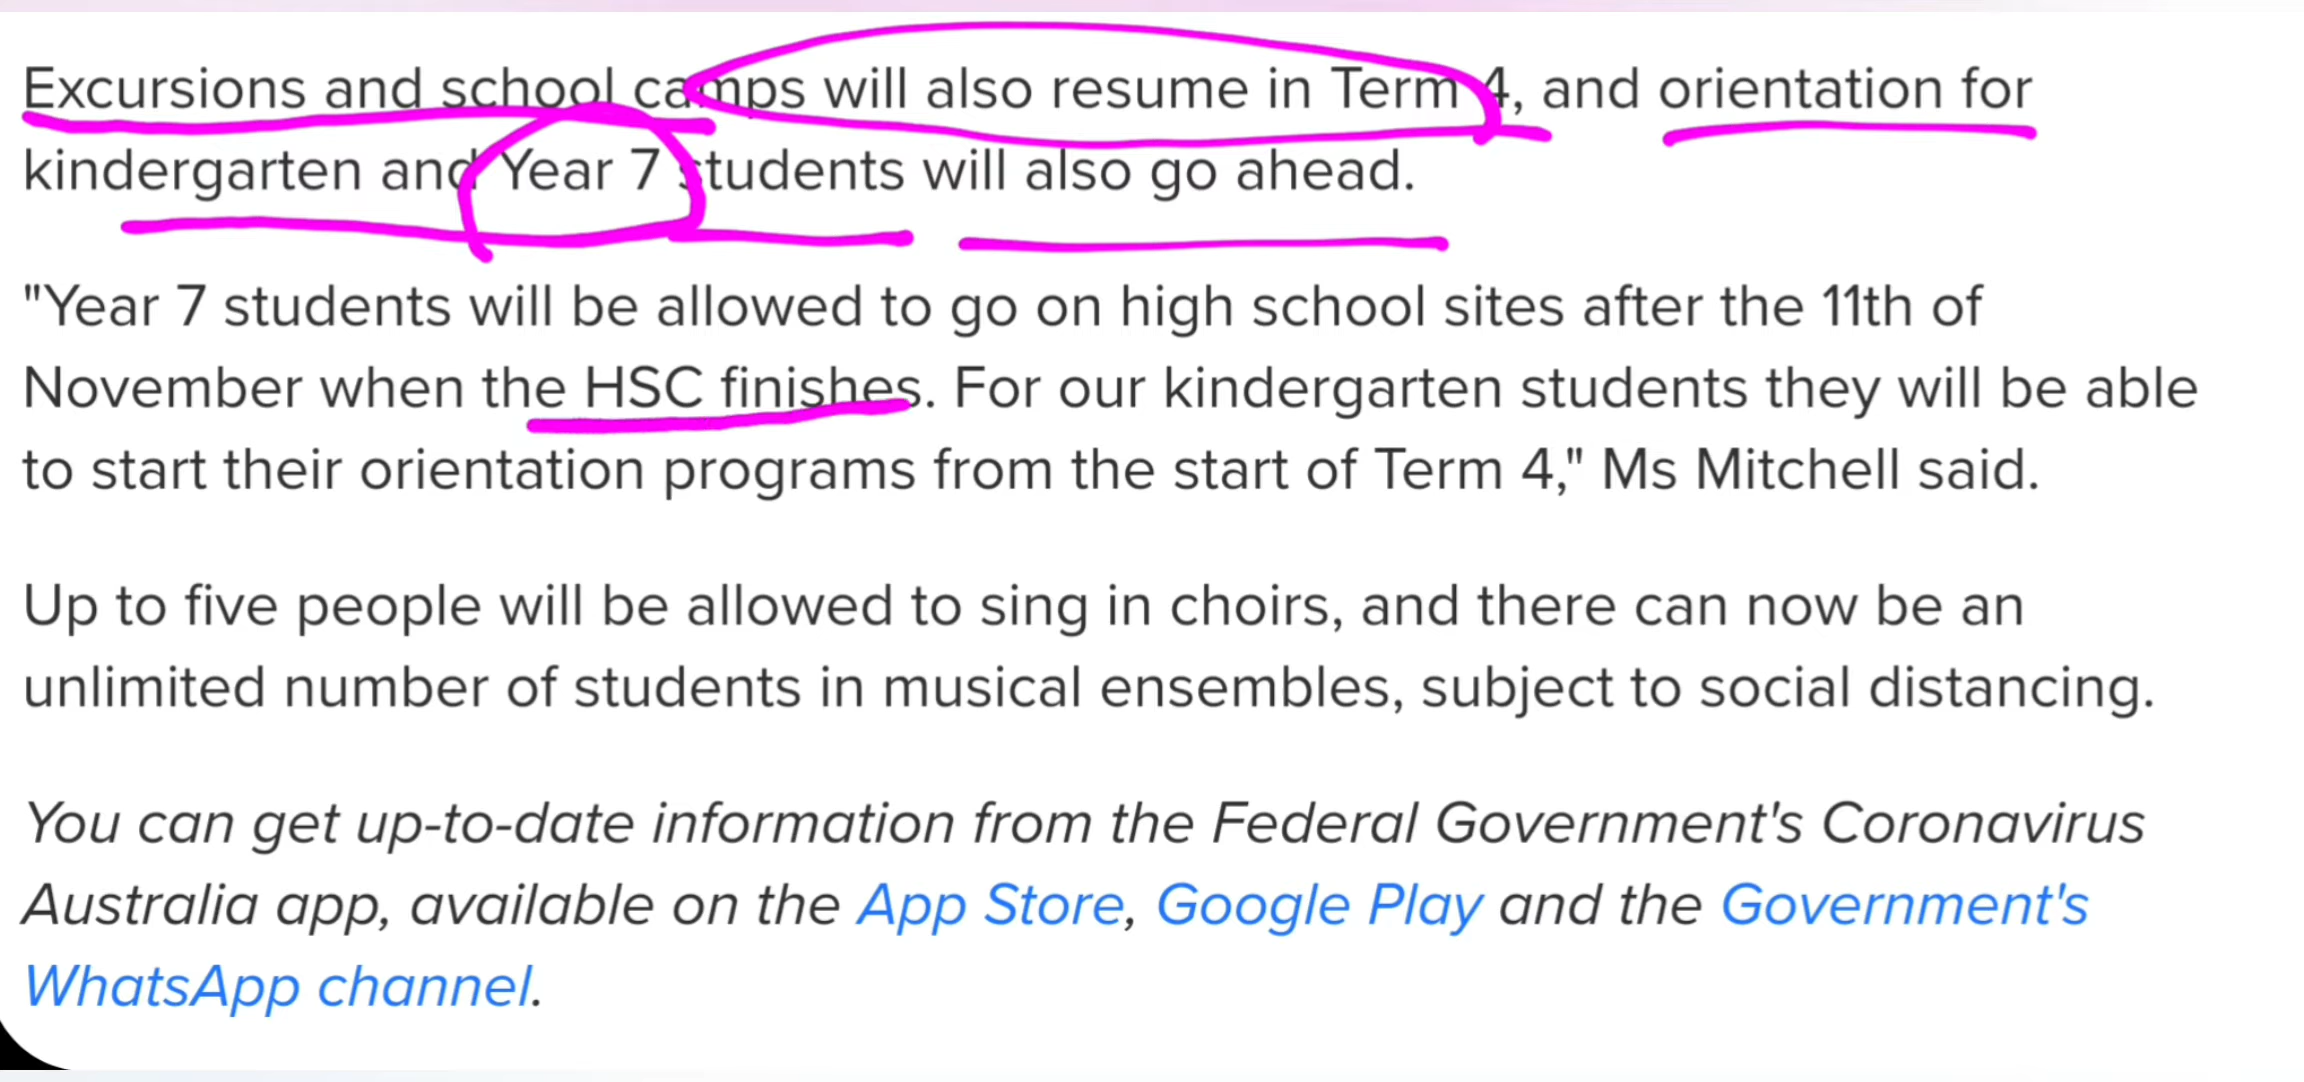 Excursions and school camps will also resume in Term 4, and orientation for
kindergarten and Year 7 students will also go ahead.
"Year 7 students will be allowed to go on high school sites after the 11th of
November when the HSC finishes. For our kindergarten students they will be able
to start their orientation programs from the start of Term 4," Ms Mitchell said.
Up to five people will be allowed to sing in choirs, and there can now be an
unlimited number of students in musical ensembles, subject to social distancing.
You can get up-to-date information from the Federal Government's Coronavirus
Australia app, available on the App Store, Google Play and the Government's
WhatsApp channel.